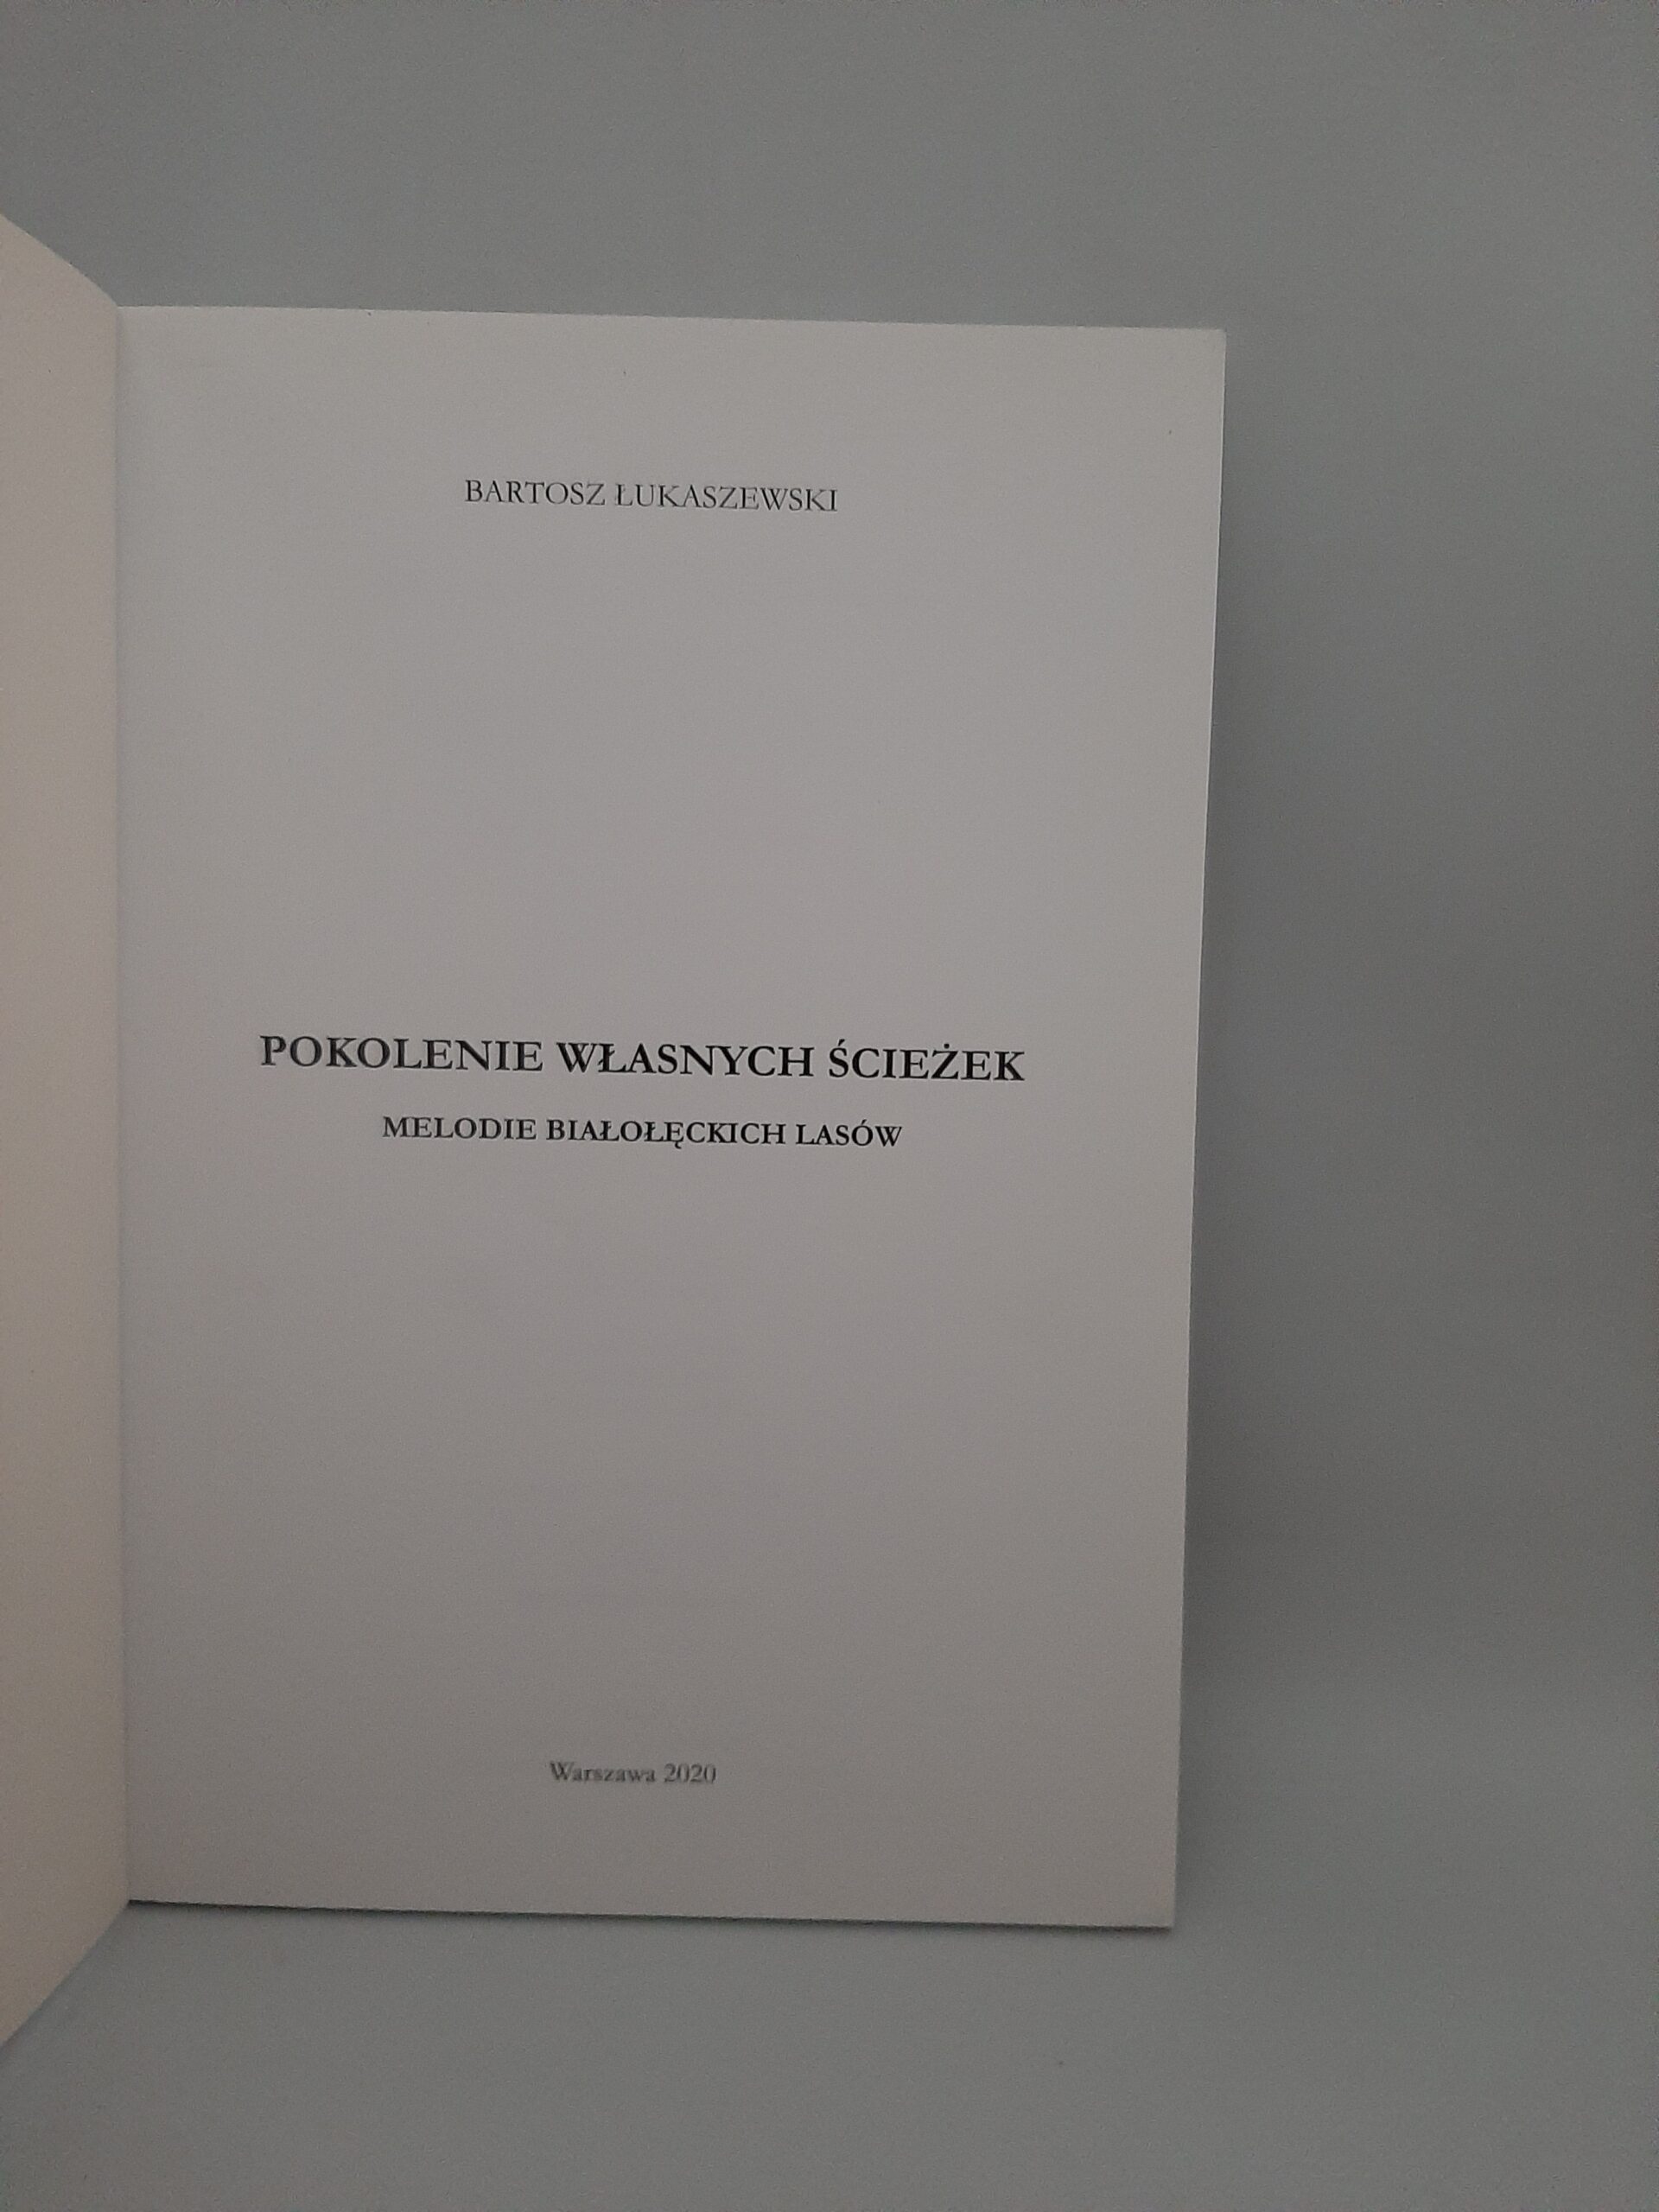 BARTOSZ ŁUKASZEWSKI
POKOLENIE WŁASNYCH ŚCIEŻEK
MELODIE BIAŁOŁĘCKICH LASÓW
Warszawa 2020